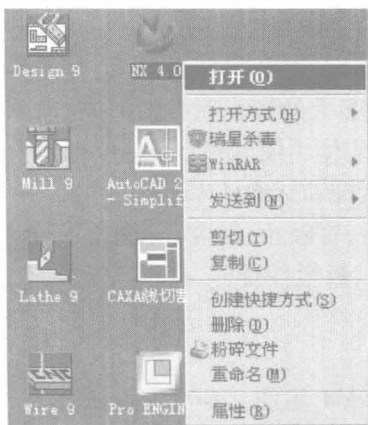 Design 9
NX 4.0
打开(O)
打开方式(H)
瑞星杀毒
WinRAR
Mill 9
AutoCAD 2
- Simplif
发送到(N)
剪切(T)
复制(C)
Lathe 9
CAXA线切割
创建快捷方式(S)
删除(D)
粉碎文件
重命名(M)
Wire 9
Pro ENGIN
属性(R)